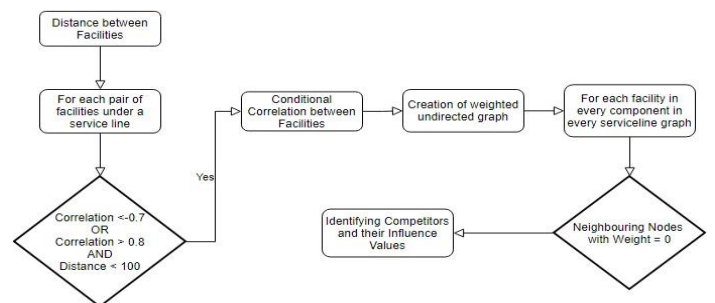 Distance between
Facilities
For each pair of
facilities under a
service line
Correlation <-0.7
OR
Correlation > 0.8
AND
Distance < 100
Yes
Conditional
Correlation between
Facilities
Creation of weighted
undirected graph
For each facility in
every component in
every serviceline graph
Neighbouring Nodes
with Weight = 0
Identifying Competitors
and their Influence
Values